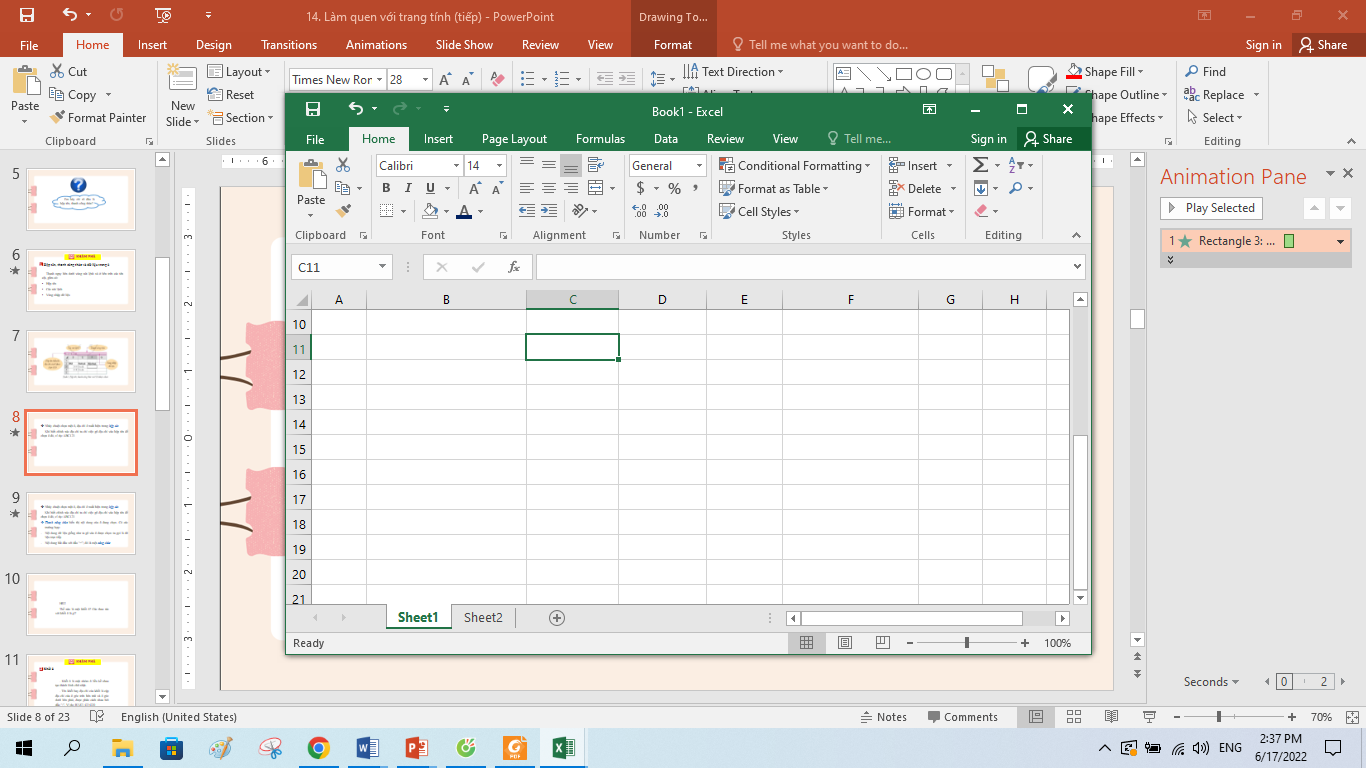 14. Làm quen với trang tính (tiếp) - PowerPoint
Drawing To...
File Home Insert Design Transitions Animations Slide Show Review View Format Tell me what you want to do... Sign in Share
Paste
Cut
Copy
Format Painter
Clipboard
New
Slide
Layout
Reset
Section
Slides
Times New Ror 28
Text Direction
Shape Fill
Shape Outline
Shape Effects
Find
Replace
Select
Editing
Book1 - Excel
File Home Insert Page Layout Formulas Data Review View Tell me... Sign in Share
Paste
Clipboard
Calibri 14
B I U
A
Font
Alignment
General
$ % ,
Number
Conditional Formatting
Format as Table
Cell Styles
Styles
Insert
Delete
Format
Cells
Editing
C11
fx
A B C D E F G H
10
11
12
13
14
15
16
17
18
19
20
21
Sheet1 Sheet2
Ready
100%
5
6
7
8
9
10
11
Animation Pane
Play Selected
1 Rectangle 3: ...
Seconds 0 2
Slide 8 of 23 English (United States) Notes Comments 70%
ENG
2:37 PM
6/17/2022